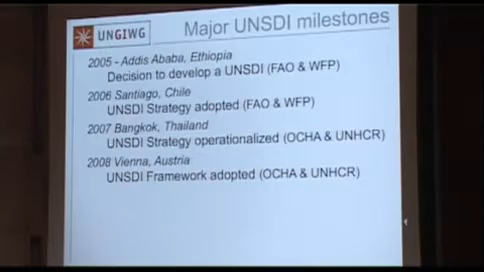 UNGIWG
Major UNSDI milestones
2005 - Addis Ababa, Ethiopia
Decision to develop a UNSDI (FAO & WFP)
2006 Santiago, Chile
UNSDI Strategy adopted (FAO & WFP)
2007 Bangkok, Thailand
UNSDI Strategy operationalized (OCHA & UNHCR)
2008 Vienna, Austria
UNSDI Framework adopted (OCHA & UNHCR)